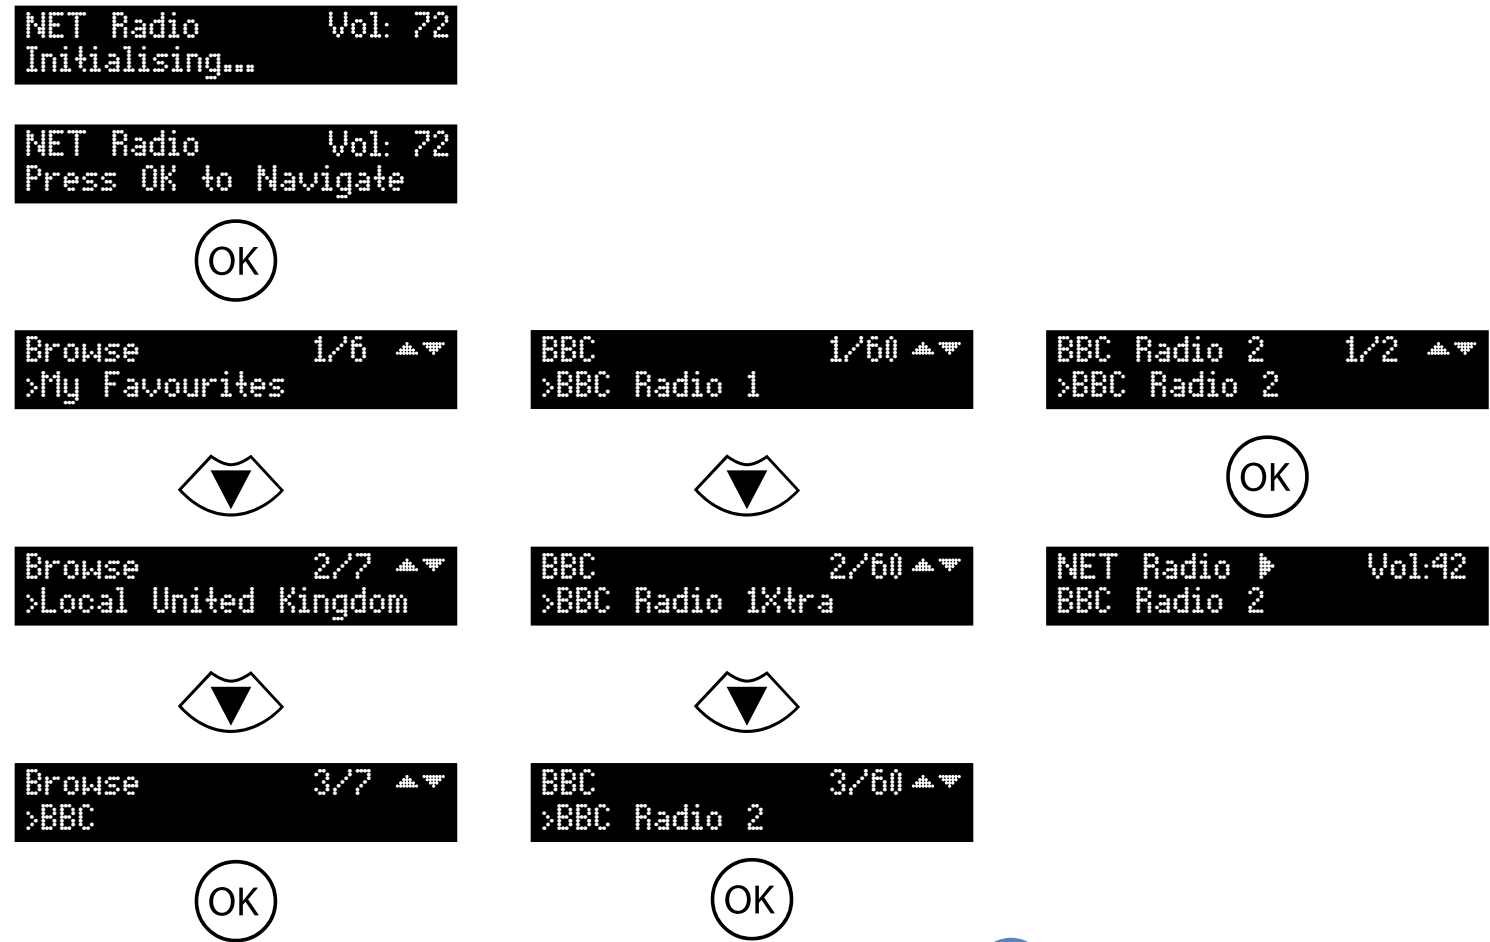 NET Radio Vol: 72
Initialising...
NET Radio Vol: 72
Press OK to Navigate
OK
Browse 1/6
>My Favourites
Browse 2/7
>Local United Kingdom
Browse 3/7
>BBC
OK
BBC 1/60
>BBC Radio 1
BBC 2/60
>BBC Radio 1Xtra
BBC 3/60
>BBC Radio 2
OK
BBC Radio 2 1/2
>BBC Radio 2
OK
NET Radio Vol:42
BBC Radio 2